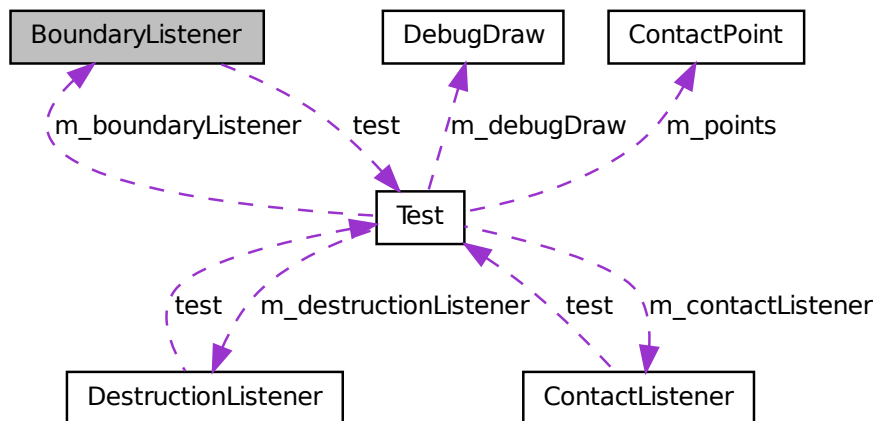 BoundaryListener
DebugDraw
ContactPoint
m_boundaryListener
test
m_debugDraw
m_points
Test
test
m_destructionListener
test
m_contactListener
DestructionListener
ContactListener